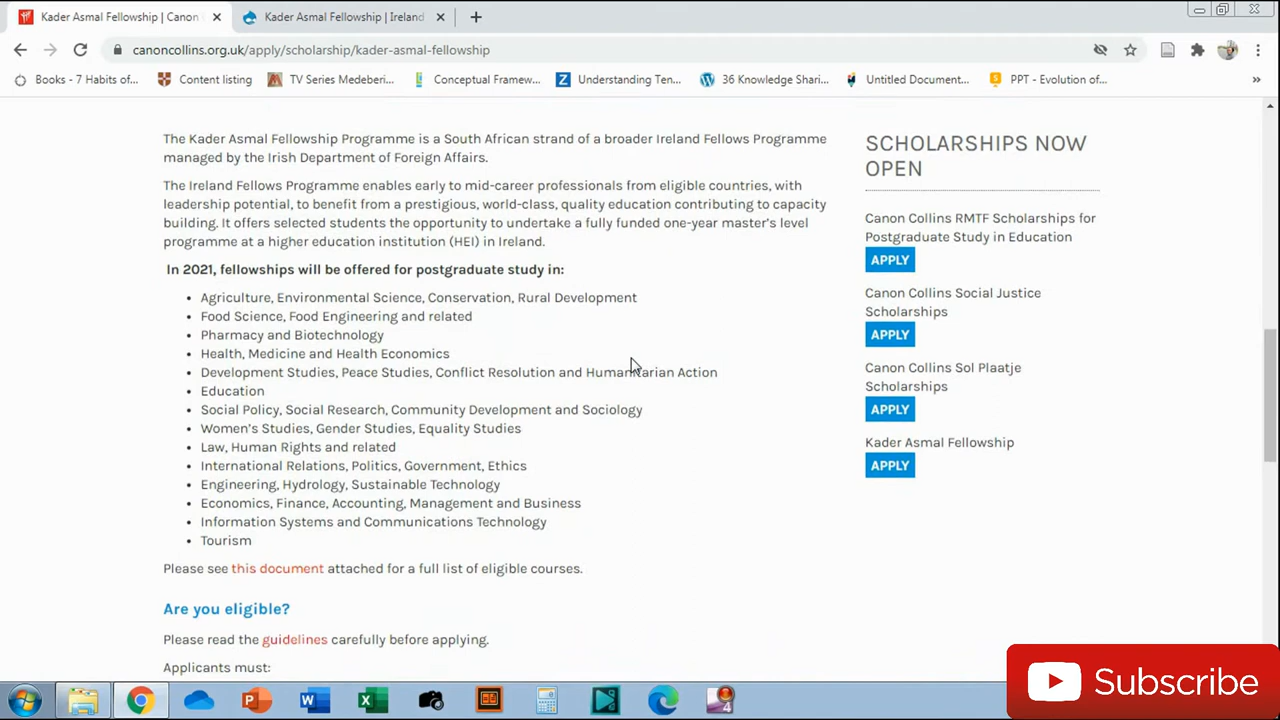 Kader Asmal Fellowship | Canon
Kader Asmal Fellowship | Ireland
canoncollins.org.uk/apply/scholarship/kader-asmal-fellowship
Books - 7 Habits of...
Content listing
TV Series Medeberi...
Conceptual Framew...
Understanding Ten...
36 Knowledge Shari...
Untitled Document...
PPT - Evolution of...
The Kader Asmal Fellowship Programme is a South African strand of a broader Ireland Fellows Programme
managed by the Irish Department of Foreign Affairs.
The Ireland Fellows Programme enables early to mid-career professionals from eligible countries, with
leadership potential, to benefit from a prestigious, world-class, quality education contributing to capacity
building. It offers selected students the opportunity to undertake a fully funded one-year master's level
programme at a higher education institution (HEI) in Ireland.
In 2021, fellowships will be offered for postgraduate study in:
• Agriculture, Environmental Science, Conservation, Rural Development
• Food Science, Food Engineering and related
• Pharmacy and Biotechnology
• Health, Medicine and Health Economics
• Development Studies, Peace Studies, Conflict Resolution and Humanitarian Action
• Education
• Social Policy, Social Research, Community Development and Sociology
• Women's Studies, Gender Studies, Equality Studies
• Law, Human Rights and related
• International Relations, Politics, Government, Ethics
• Engineering, Hydrology, Sustainable Technology
• Economics, Finance, Accounting, Management and Business
• Information Systems and Communications Technology
• Tourism
Please see this document attached for a full list of eligible courses.
Are you eligible?
Please read the guidelines carefully before applying.
Applicants must:
SCHOLARSHIPS NOW
OPEN
Canon Collins RMTF Scholarships for
Postgraduate Study in Education
APPLY
Canon Collins Social Justice
Scholarships
APPLY
Canon Collins Sol Plaatje
Scholarships
APPLY
Kader Asmal Fellowship
APPLY
Subscribe